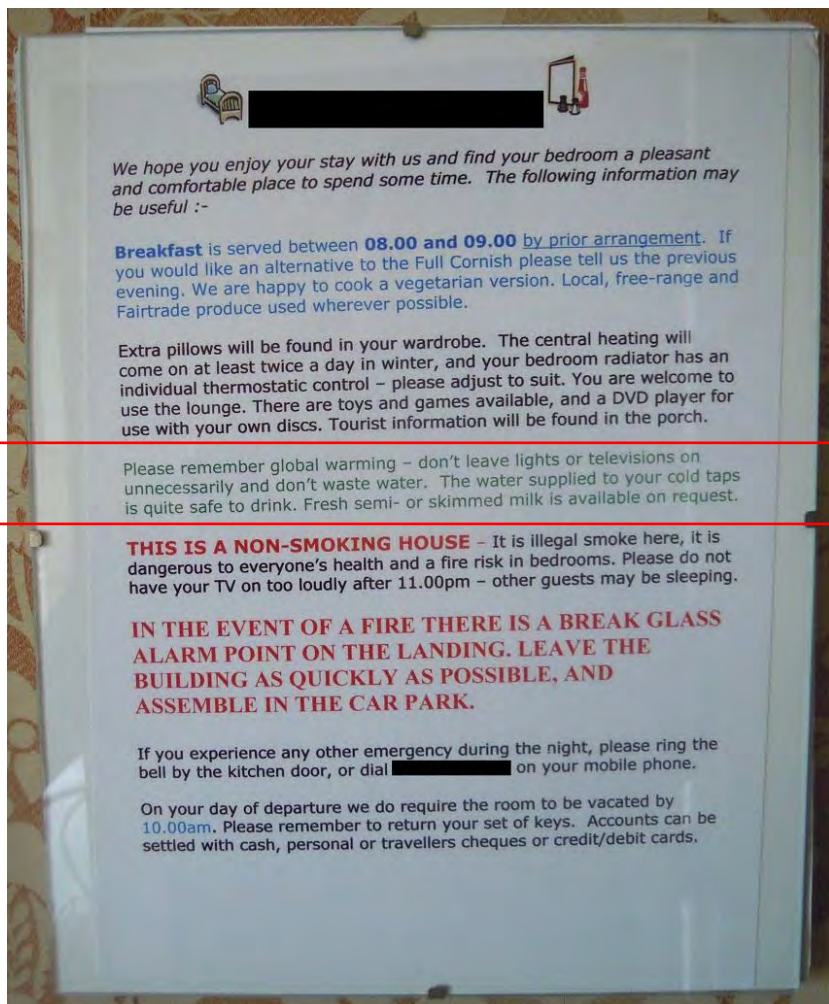 We hope you enjoy your stay with us and find your bedroom a pleasant
and comfortable place to spend some time. The following information may
be useful :-
Breakfast is served between 08.00 and 09.00 by prior arrangement. If
you would like an alternative to the Full Cornish please tell us the previous
evening. We are happy to cook a vegetarian version. Local, free-range and
Fairtrade produce used wherever possible.
Extra pillows will be found in your wardrobe. The central heating will
come on at least twice a day in winter, and your bedroom radiator has an
individual thermostatic control – please adjust to suit. You are welcome to
use the lounge. There are toys and games available, and a DVD player for
use with your own discs. Tourist information will be found in the porch.
Please remember global warming – don't leave lights or televisions on
unnecessarily and don't waste water. The water supplied to your cold taps
is quite safe to drink. Fresh semi- or skimmed milk is available on request.
THIS IS A NON-SMOKING HOUSE – It is illegal smoke here, it is
dangerous to everyone's health and a fire risk in bedrooms. Please do not
have your TV on too loudly after 11.00pm – other guests may be sleeping.
IN THE EVENT OF A FIRE THERE IS A BREAK GLASS
ALARM POINT ON THE LANDING. LEAVE THE
BUILDING AS QUICKLY AS POSSIBLE, AND
ASSEMBLE IN THE CAR PARK.
If you experience any other emergency during the night, please ring the
bell by the kitchen door, or dial on your mobile phone.
On your day of departure we do require the room to be vacated by
10.00am. Please remember to return your set of keys. Accounts can be
settled with cash, personal or travellers cheques or credit/debit cards.